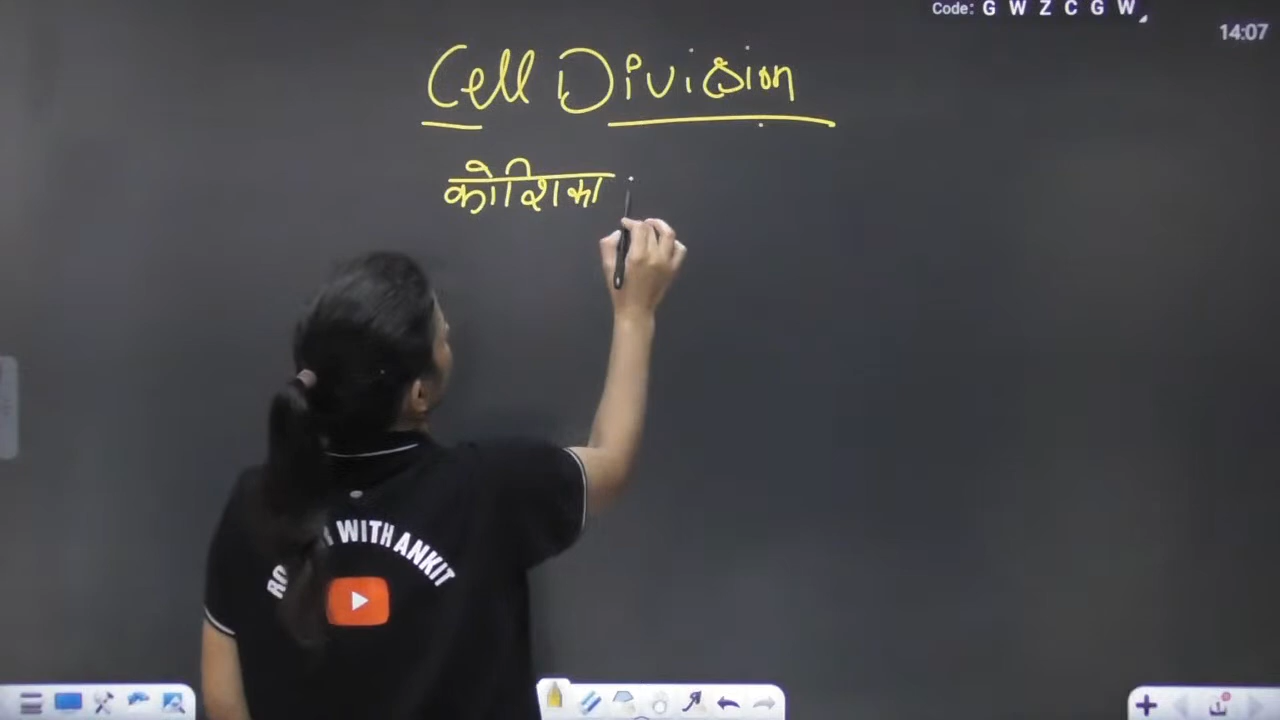 Code: G W Z C G W
14:07
Cell Division
कोशिका
WITH ANKIT